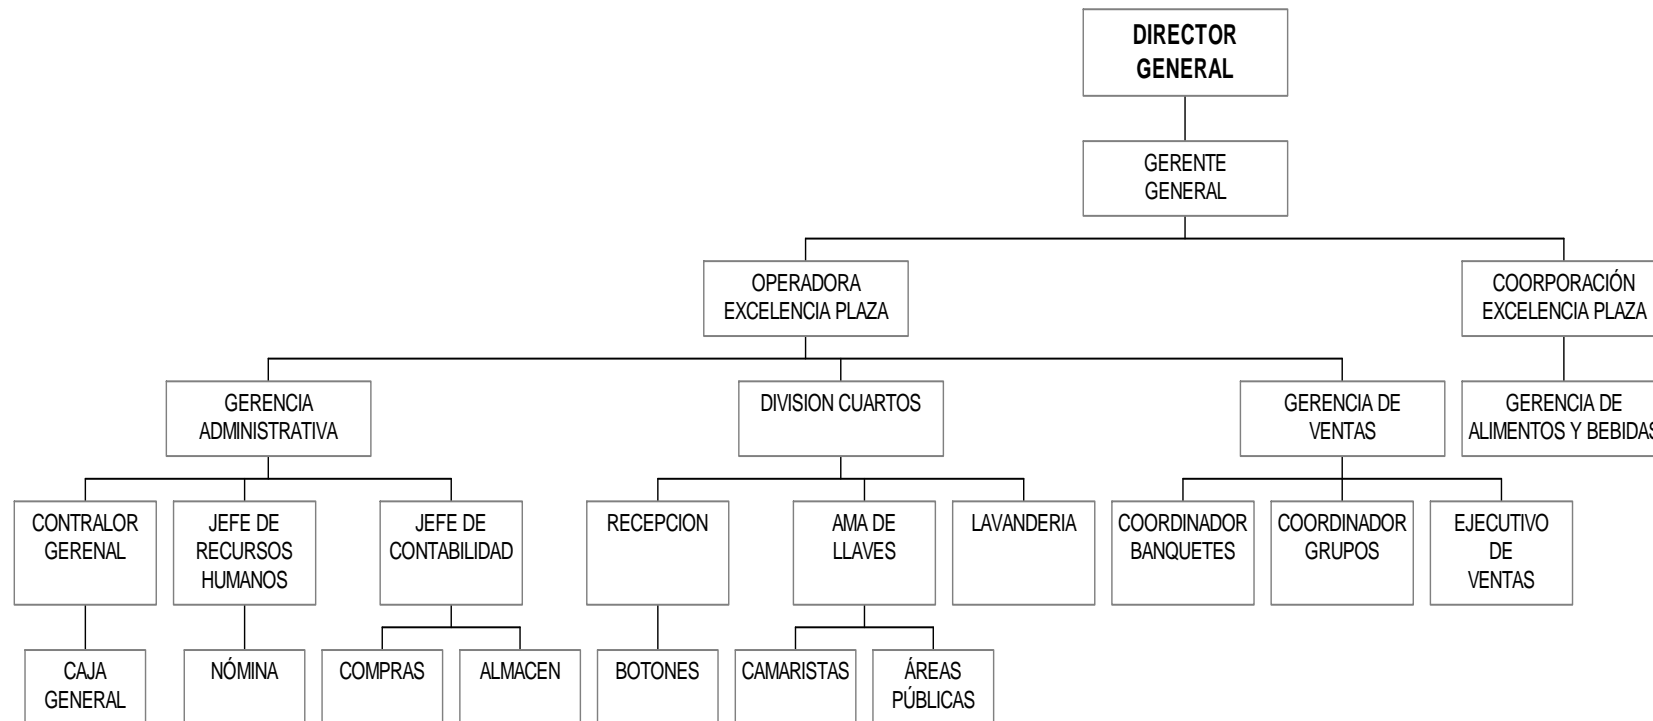 DIRECTOR
GENERAL
GERENTE
GENERAL
OPERADORA
EXCELENCIA PLAZA
COORPORACIÓN
EXCELENCIA PLAZA
GERENCIA
ADMINISTRATIVA
DIVISION CUARTOS
GERENCIA DE
VENTAS
GERENCIA DE
ALIMENTOS Y BEBIDAS
CONTRALOR
GERENAL
JEFE DE
RECURSOS
HUMANOS
JEFE DE
CONTABILIDAD
RECEPCION
AMA DE
LLAVES
LAVANDERIA
COORDINADOR
BANQUETES
COORDINADOR
GRUPOS
EJECUTIVO
DE
VENTAS
CAJA
GENERAL
NÓMINA
COMPRAS
ALMACEN
BOTONES
CAMARISTAS
ÁREAS
PÚBLICAS